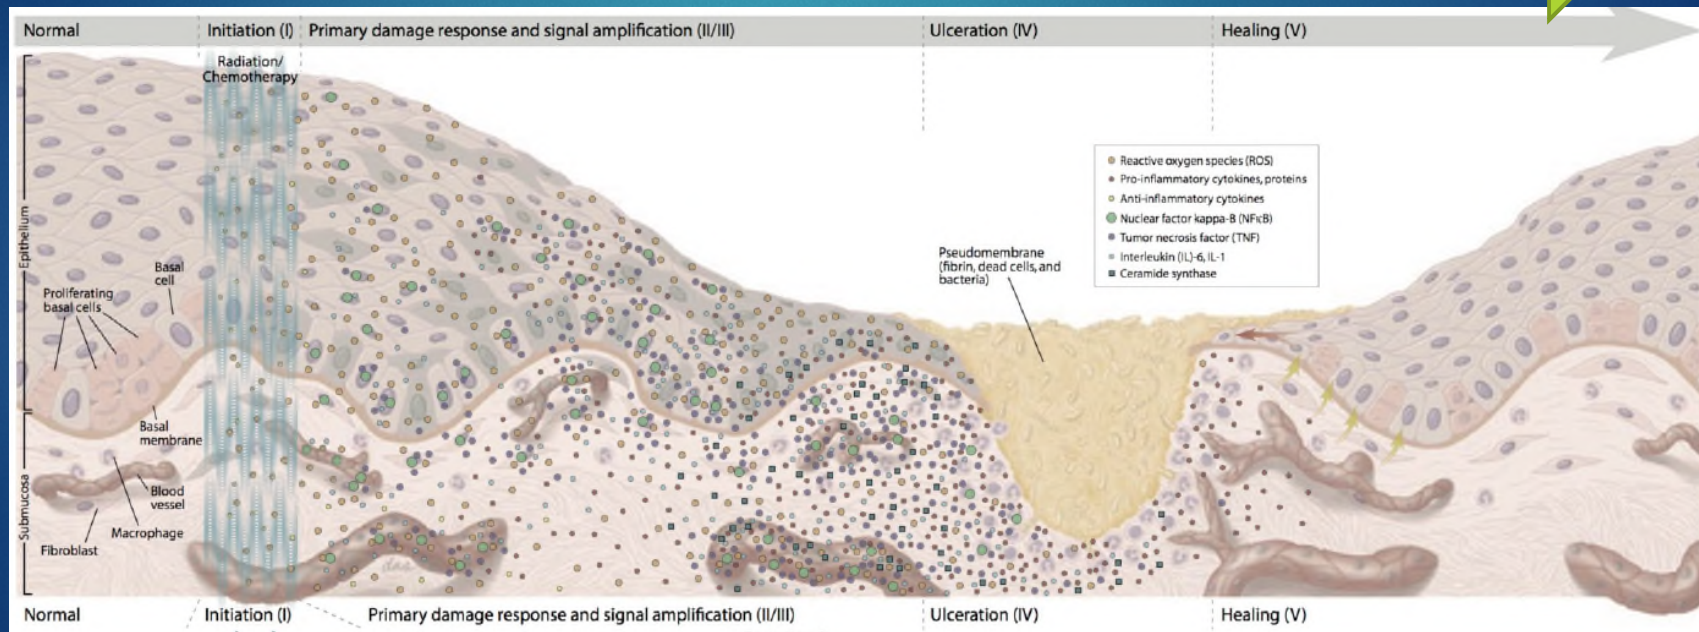 Normal
Initiation (I)
Primary damage response and signal amplification (II/III)
Ulceration (IV)
Healing (V)
Radiation/
Chemotherapy
Epithelium
Submucosa
Proliferating
basal cells
Basal
cell
Basal
membrane
Blood
vessel
Macrophage
Fibroblast
Pseudomembrane
(fibrin, dead cells, and
bacteria)
Reactive oxygen species (ROS)
Pro-inflammatory cytokines, proteins
Anti-inflammatory cytokines
Nuclear factor kappa-B (NFκB)
Tumor necrosis factor (TNF)
Interleukin (IL)-6, IL-1
Ceramide synthase
Normal
Initiation (I)
Primary damage response and signal amplification (II/III)
Ulceration (IV)
Healing (V)